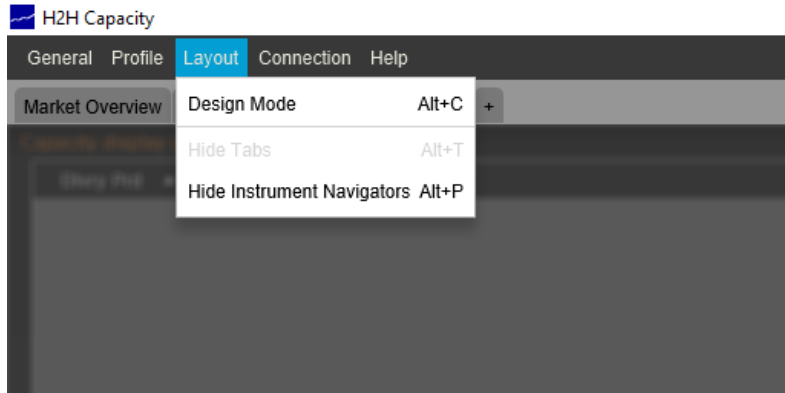 H2H Capacity
General Profile Layout Connection Help
Market Overview +
Design Mode Alt+C
Hide Tabs Alt+T
Hide Instrument Navigators Alt+P